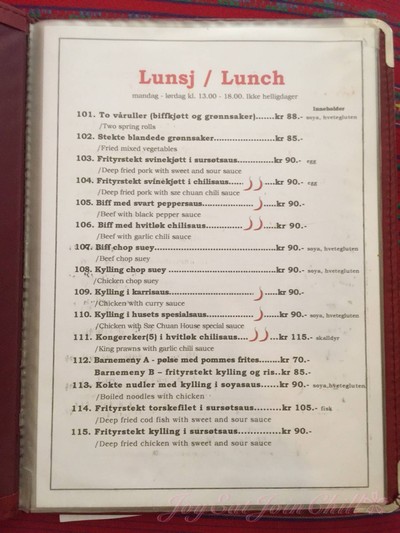 Lunsj / Lunch
mandag - lørdag kl. 13.00 - 18.00. Ikke helligdager
Inneholder
101. To vårruller (biffkjøtt og grønnsaker).......kr 88.- soya, hvetegluten
/Two spring rolls
102. Stekte blandede grønnsaker..................kr 85.-
/Fried mixed vegetables
103. Frityrstekt svinekjøtt i sursøtsaus..........kr 90.- egg
/Deep fried pork with sweet and sour sauce
104. Frityrstekt svinekjøtt i chilisaus.........kr 90.- egg
/Deep fried pork with sze chuan chili sauce
105. Biff med svart peppersaus..................kr 90.-
/Beef with black pepper sauce
106. Biff med hvitløk chilisaus..................kr 90.-
/Beef with garlic chili sauce
107. Biff chop suey..............................kr 90.- soya, hvetegluten
/Beef chop suey
108. Kylling chop suey ..........................kr 90.- soya, hvetegluten
/Chicken chop suey
109. Kylling i karisaus..........................kr 90.-
/Chicken with curry sauce
110. Kylling i husets spesialsaus................kr 90.- soya, hvetegluten
/Chicken with Sze Chuan House special sauce
111. Kongereker(5) i hvitløk chilisaus...........kr 115.- skalldyr
/King prawns with garlic chili sauce
112. Barnemeny A - pølse med pommes frites........kr 70.-
Barnemeny B – frityrstekt kylling og ris..kr 85.-
113. Kokte nudler med kylling i soyasaus......kr 90.- soya,hvetegluten
/Boiled noodles with chicken
114. Frityrstekt torskefilet i sursøtsaus..........kr 105.- fisk
/Deep fried cod fish with sweet and sour sauce
115. Frityrstekt kylling i sursøtsaus..........kr 90.-
/Deep fried chicken with sweet and sour sauce